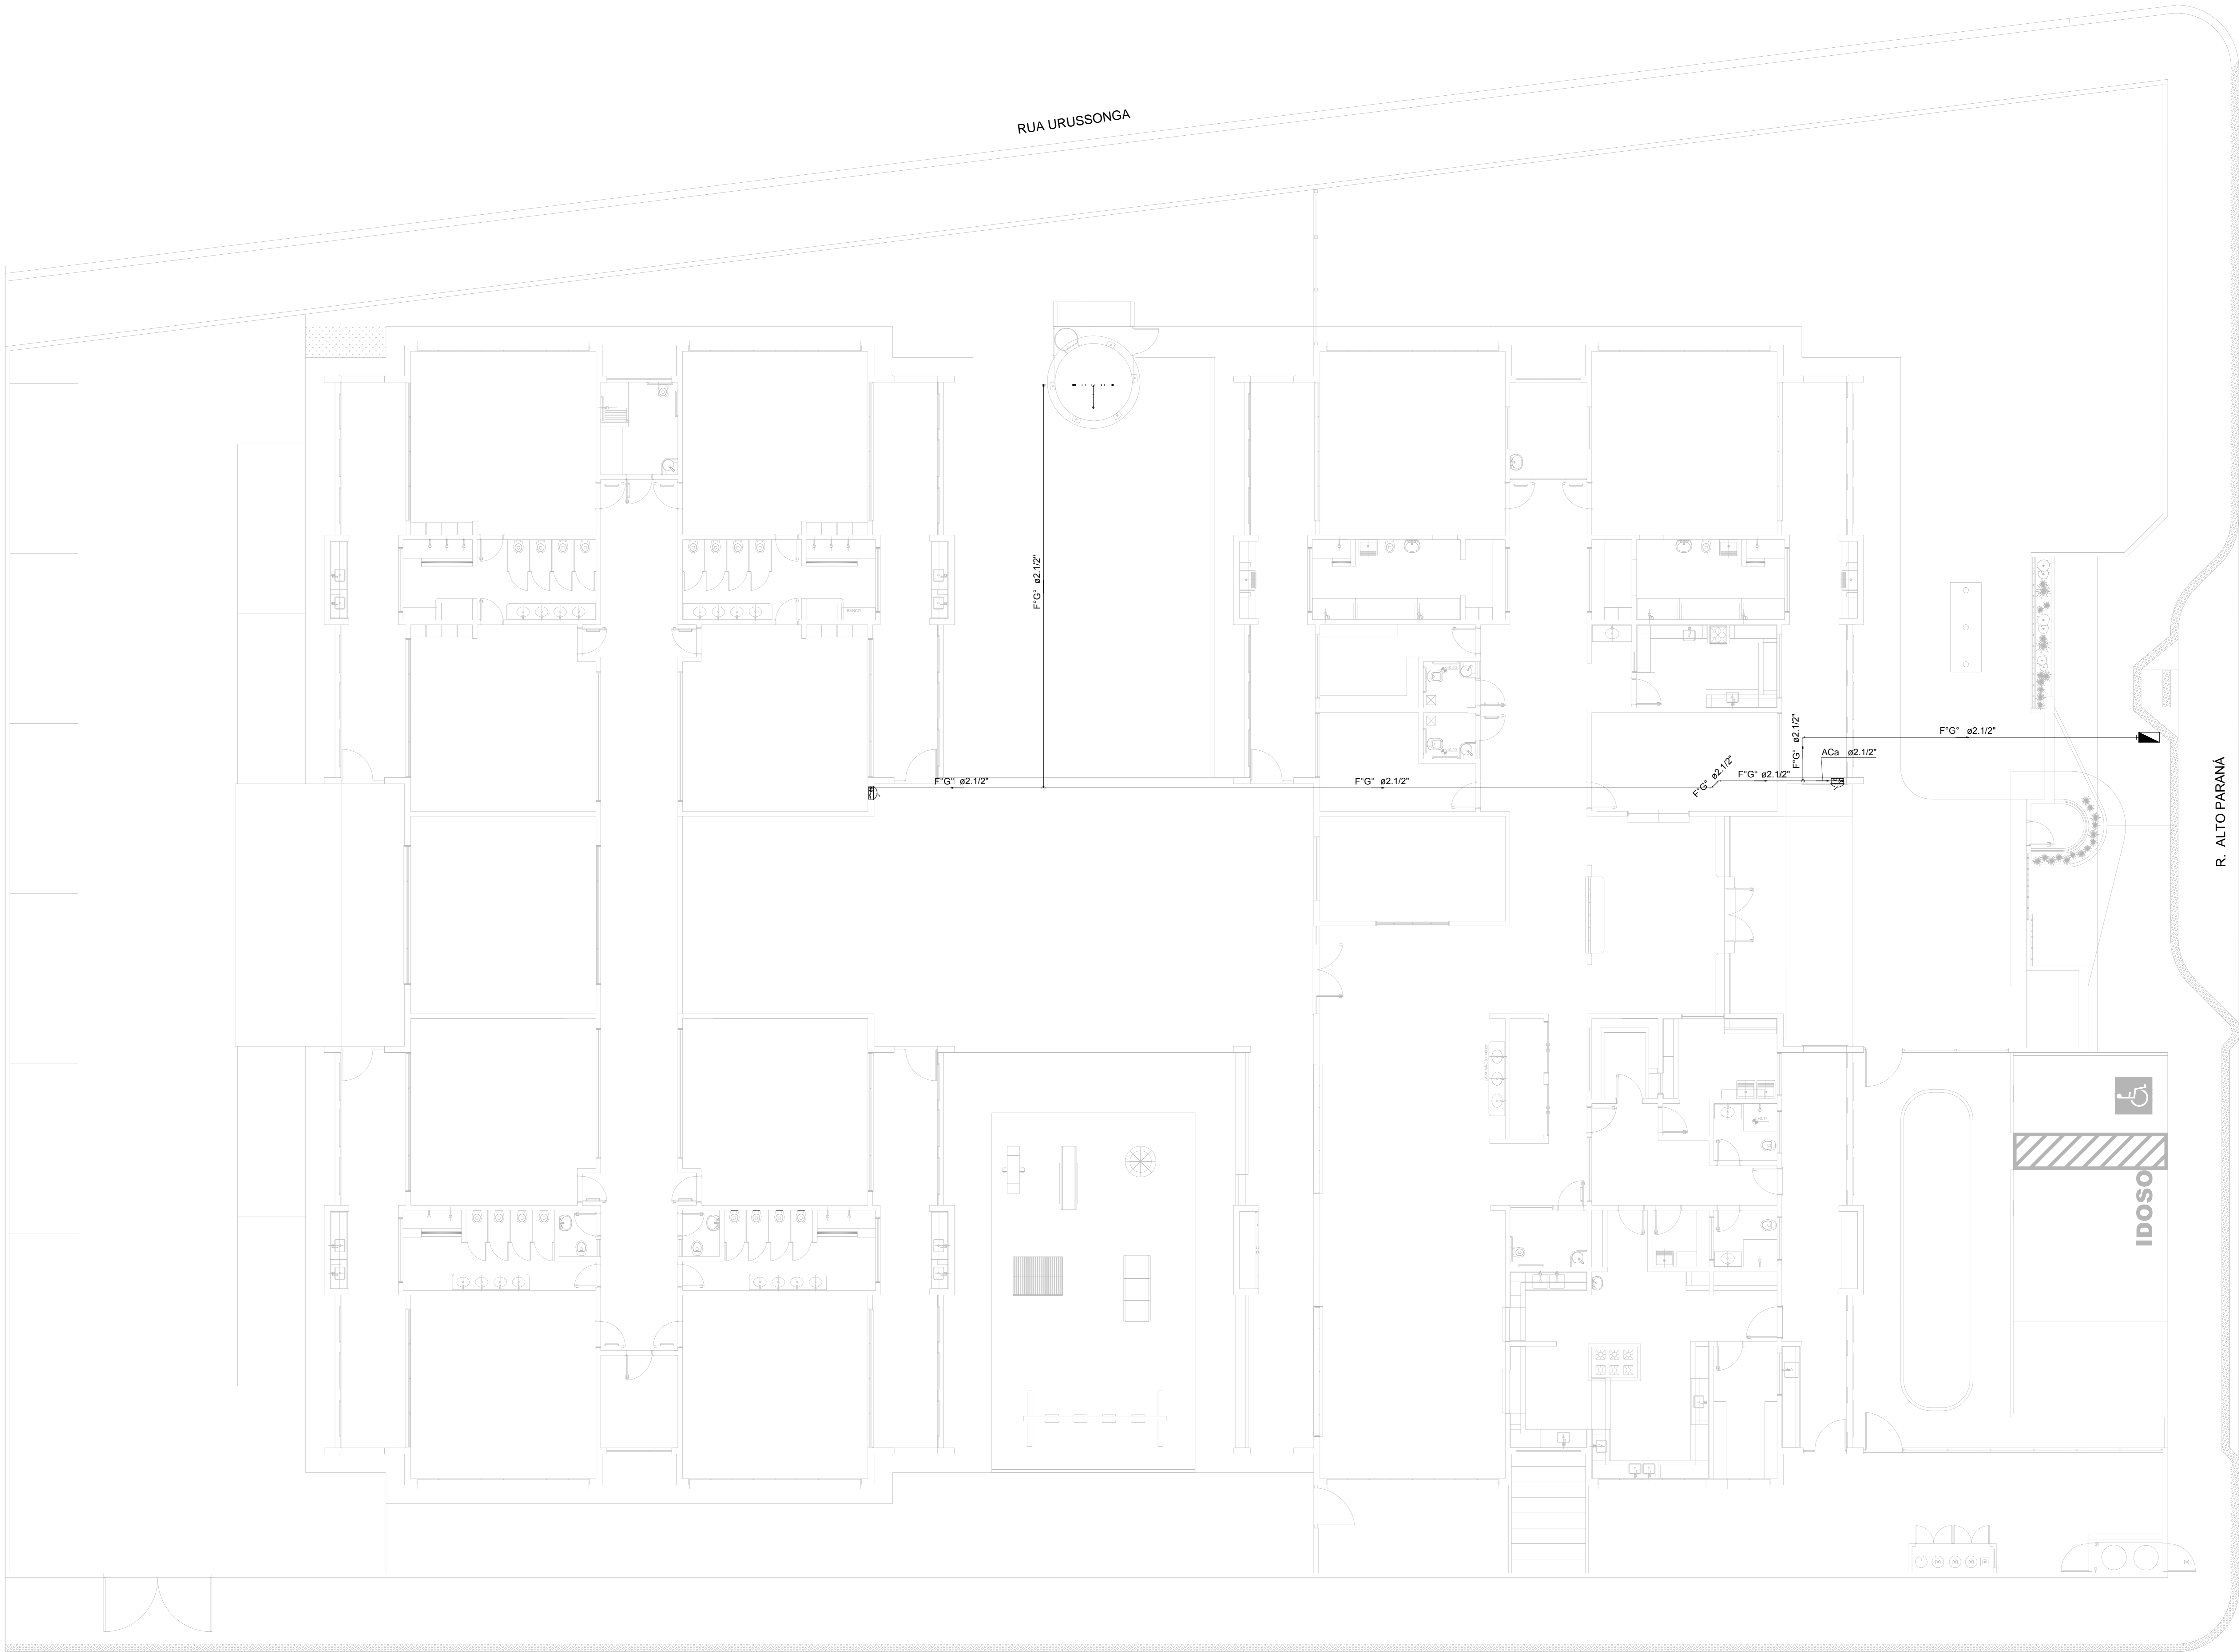 RUA URUSSONGA
F°G° ø2.1/2"
F°G° ø2.1/2"
F°G° ø2.1/2"
F°G° ø2.1/2"
F°G° ø2.1/2"
F°G° ø2.1/2"
ACa ø2.1/2"
F°G° ø2.1/2"
R. ALTO PARANÁ
IDOSO